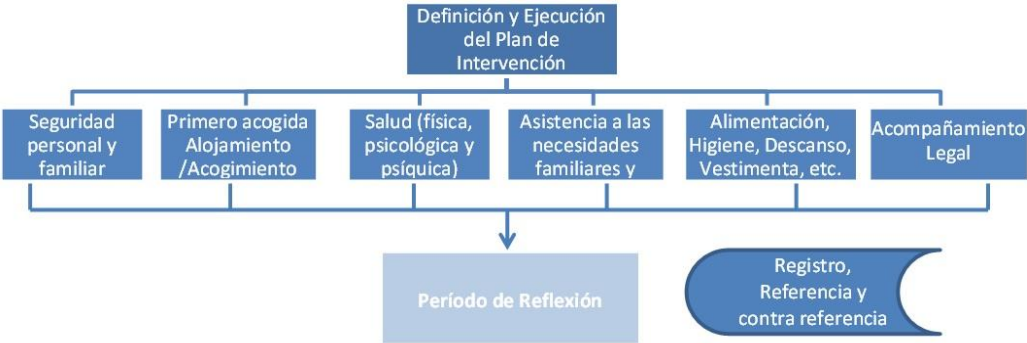 Definición y Ejecución
del Plan de
Intervención
Seguridad
personal y
familiar
Primero acogida
Alojamiento
/Acogimiento
Salud (física,
psicológica y
psíquica)
Asistencia a las
necesidades
familiares y
Alimentación,
Higiene, Descanso,
Vestimenta, etc.
Acompañamiento
Legal
Período de Reflexión
Registro,
Referencia y
contra referencia